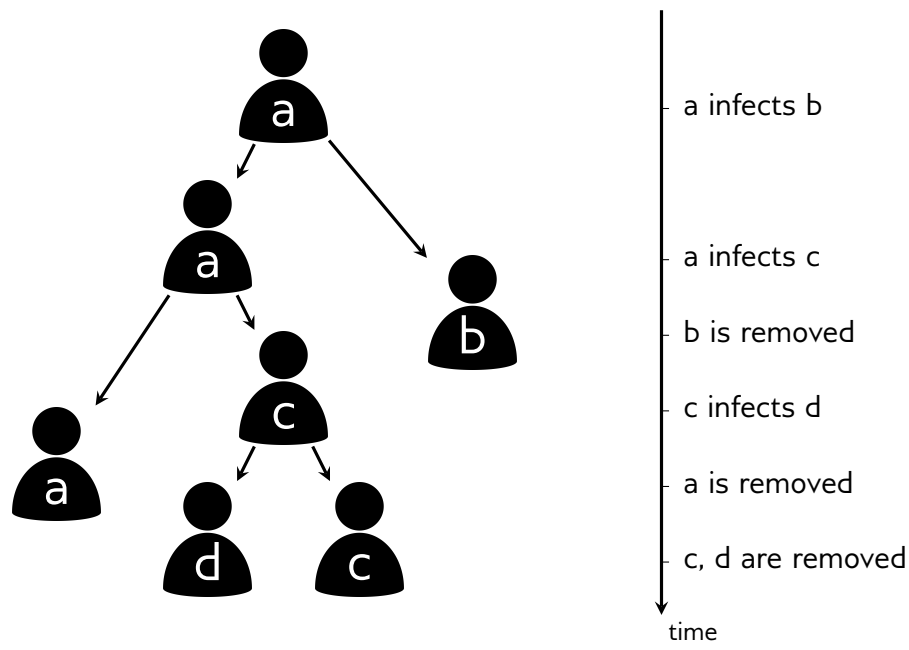 a
a infects b
a
a infects c
b
b is removed
c
c infects d
a
a is removed
d
c
c, d are removed
time